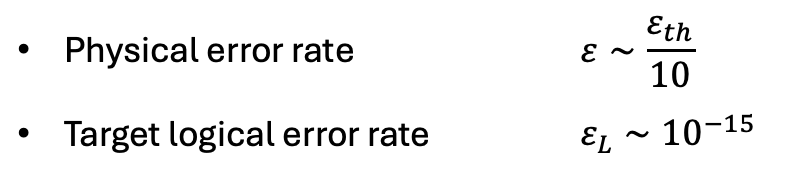 • Physical error rate ε ~ ε_th/10
• Target logical error rate ε_L ~ 10^−15